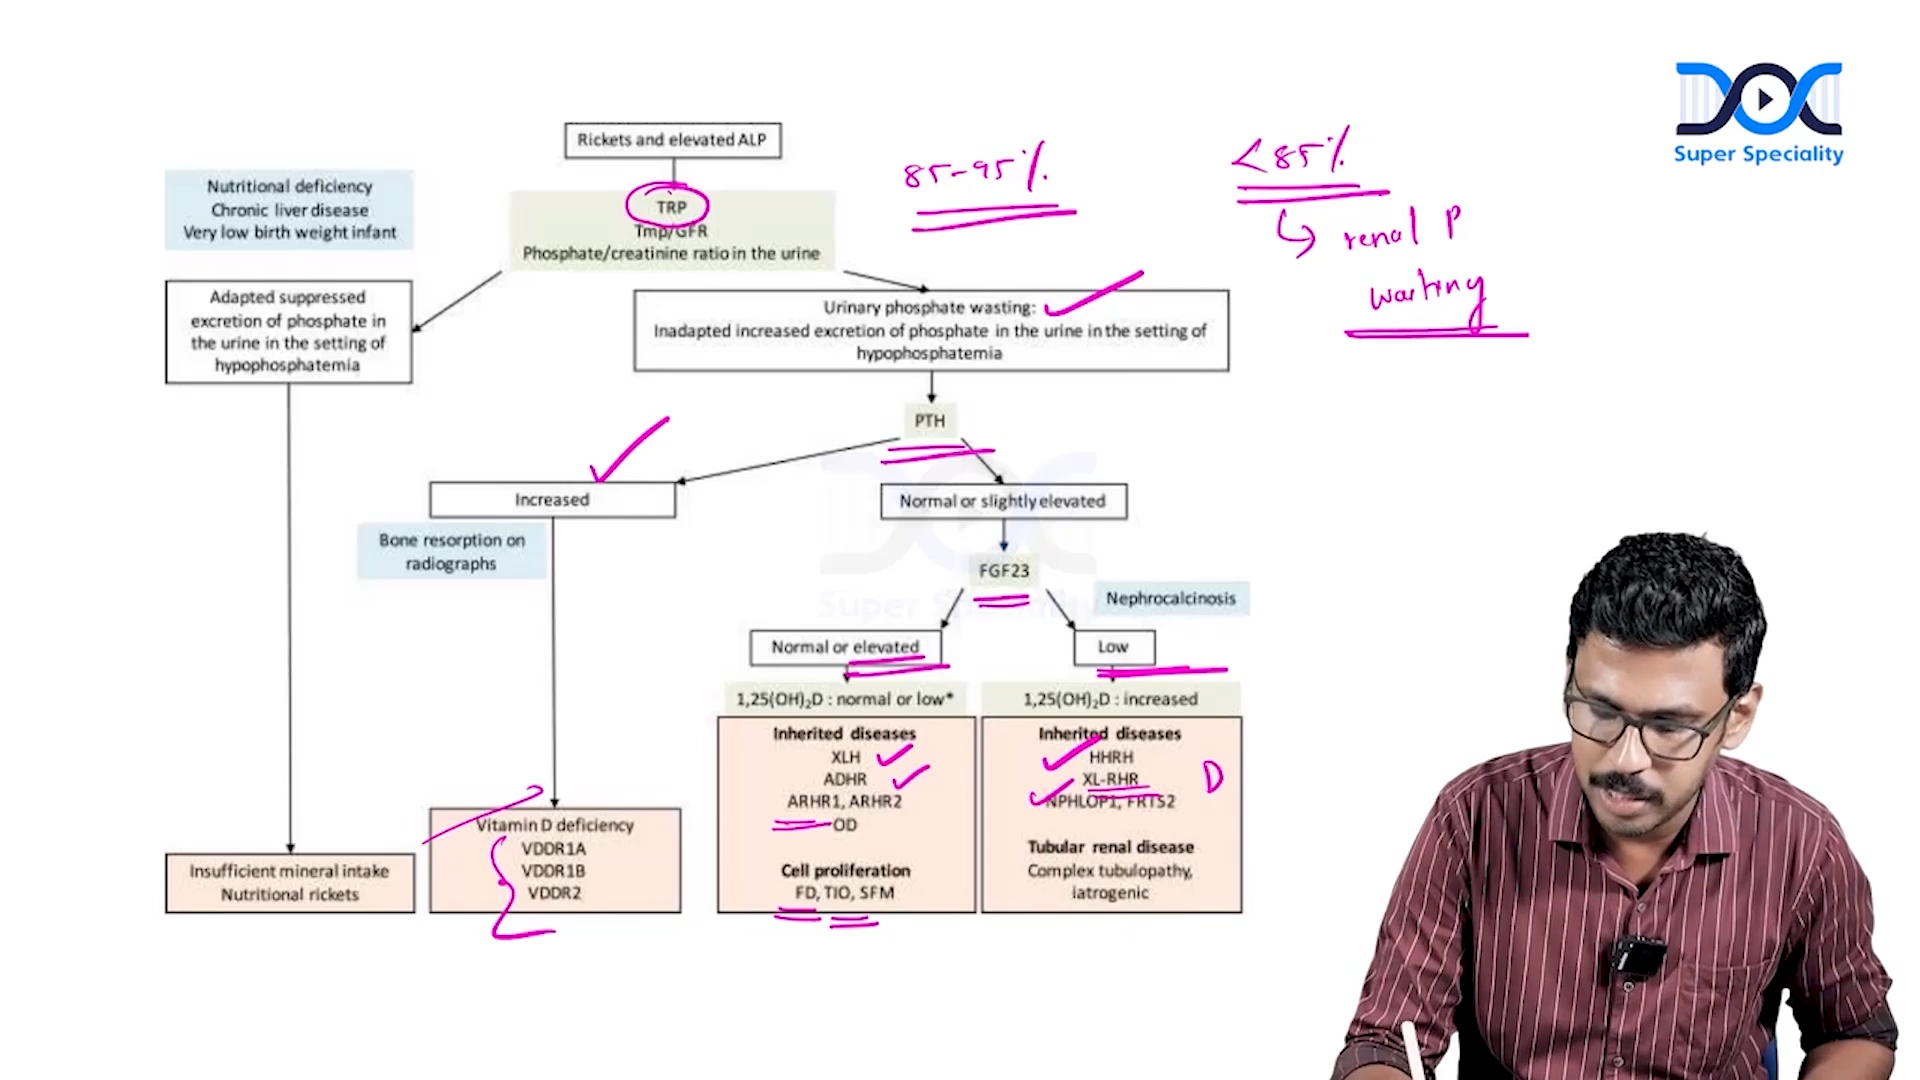 Super Speciality
Rickets and elevated ALP
85-95%
<85%
renal P
wasting
Nutritional deficiency
Chronic liver disease
Very low birth weight infant
TRP
Tmp/GFR
Phosphate/creatinine ratio in the urine
Adapted suppressed
excretion of phosphate in
the urine in the setting of
hypophosphatemia
Urinary phosphate wasting:
Inadapted increased excretion of phosphate in the urine in the setting of
hypophosphatemia
PTH
Increased
Normal or slightly elevated
Bone resorption on
radiographs
FGF23
Nephrocalcinosis
Super Speciality
Normal or elevated
Low
1,25(OH)₂D : normal or low*
1,25(OH)₂D : increased
Insufficient mineral intake
Nutritional rickets
Vitamin D deficiency
VDDR1A
VDDR1B
VDDR2
Inherited diseases
XLH
ADHR
ARHR1, ARHR2
OD
Cell proliferation
FD, TIO, SFM
Inherited diseases
HHRH
XL-RHR
NPHLOP1, FRTS2
D
Tubular renal disease
Complex tubulopathy,
iatrogenic